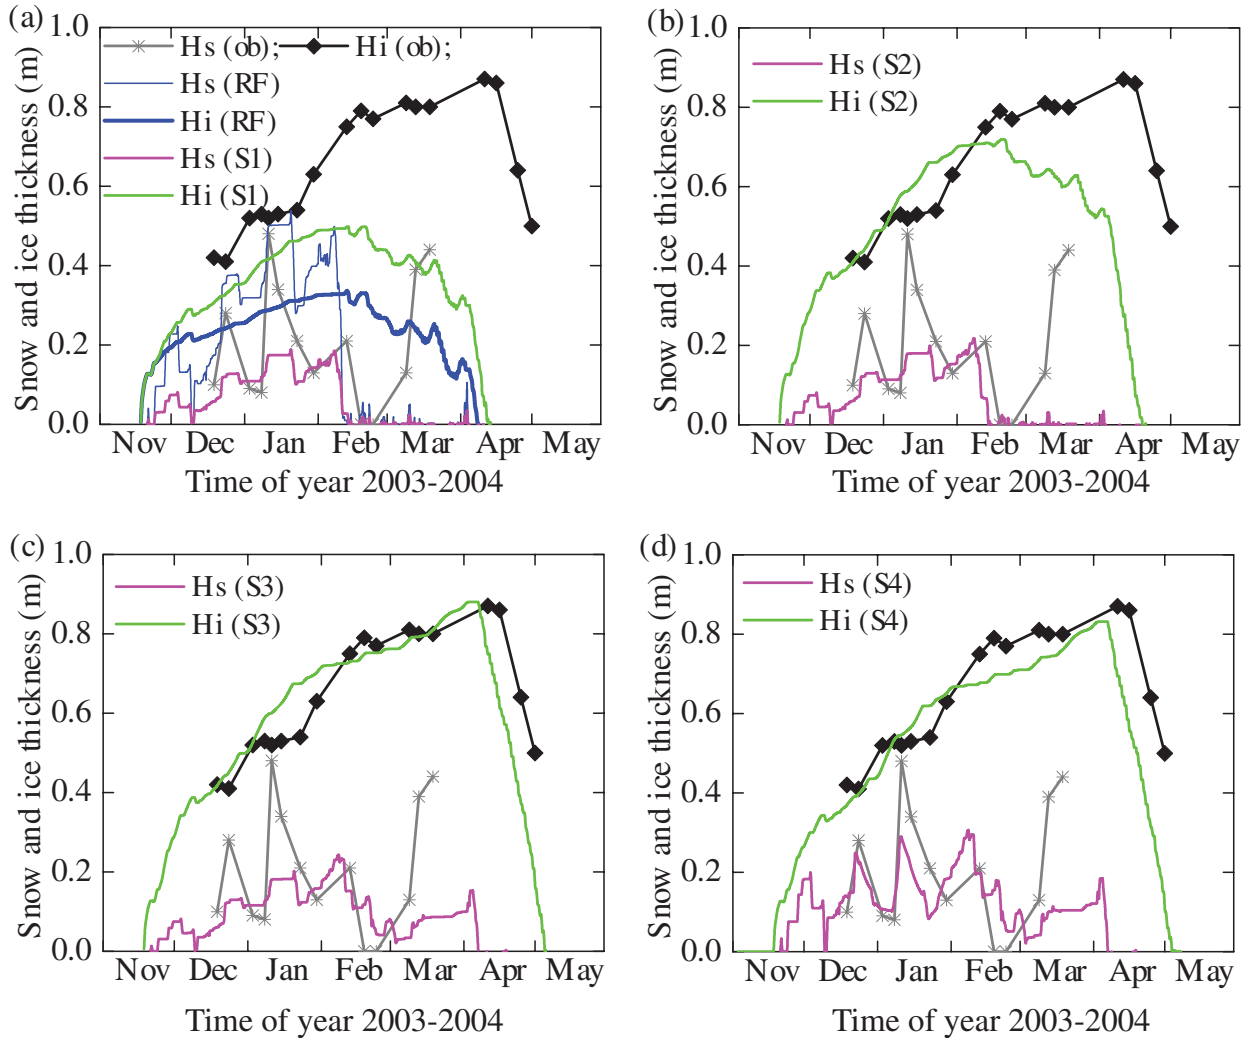 (a)
Snow and ice thickness (m)
1.0
0.8
0.6
0.4
0.2
0.0
Hs (ob); Hi (ob);
Hs (RF)
Hi (RF)
Hs (S1)
Hi (S1)
Nov Dec Jan Feb Mar Apr May
Time of year 2003-2004
(b)
Snow and ice thickness (m)
1.0
0.8
0.6
0.4
0.2
0.0
Hs (S2)
Hi (S2)
Nov Dec Jan Feb Mar Apr May
Time of year 2003-2004
(c)
Snow and ice thickness (m)
1.0
0.8
0.6
0.4
0.2
0.0
Hs (S3)
Hi (S3)
Nov Dec Jan Feb Mar Apr May
Time of year 2003-2004
(d)
Snow and ice thickness (m)
1.0
0.8
0.6
0.4
0.2
0.0
Hs (S4)
Hi (S4)
Nov Dec Jan Feb Mar Apr May
Time of year 2003-2004